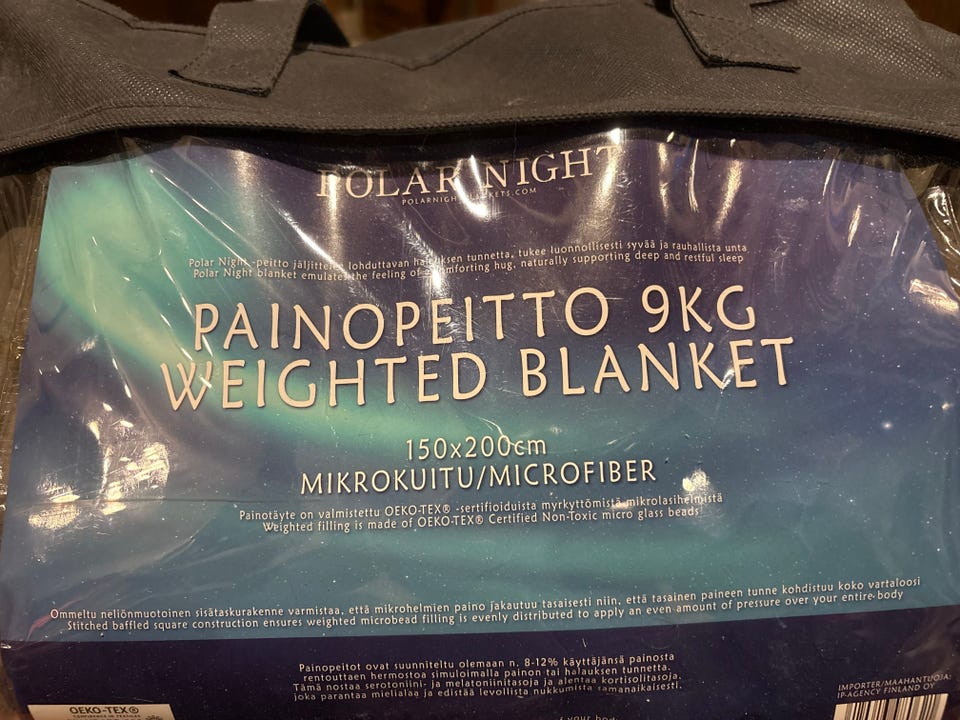 POLAR NIGHT
Polar Night -peitto jäljittelee lohduttavan halauksen tunnetta, tukee luonnollisesti syvää ja rauhallista unta
Polar Night blanket emulates the feeling of a comforting hug, naturally supporting deep and restful sleep
PAINOPEITTO 9KG
WEIGHTED BLANKET
150x200cm
MIKROKUITU/MICROFIBER
Painotäyte on valmistettu OEKO-TEX® -sertifioiduista myrkyttömistä mikrolasihelmistä
Weighted filling is made of OEKO-TEX® Certified Non-Toxic micro glass beads
Ommeltu neliönmuotoinen sisätaskurakenne varmistaa, että mikrohelmien paino jakautuu tasaisesti niin, että tasainen paineen tunne kohdistuu koko vartaloosi
Stitched baffled square construction ensures weighted microbead filling is evenly distributed to apply an even amount of pressure over your entire body
Painopeitot ovat suunniteltu olemaan n. 8-12% käyttäjänsä painosta
rentouttaen hermostoa simuloimalla painon tai halauksen tunnetta.
Tämä nostaa serotoniini- ja melatoniinitasoja ja alentaa kortisolitasoja,
joka parantaa mielialaa ja edistää levollista nukkumista samanaikaisesti.
IMPORTER/MAAHANTUOJA:
IP-AGENCY FINLAND OY
OEKO-TEX®